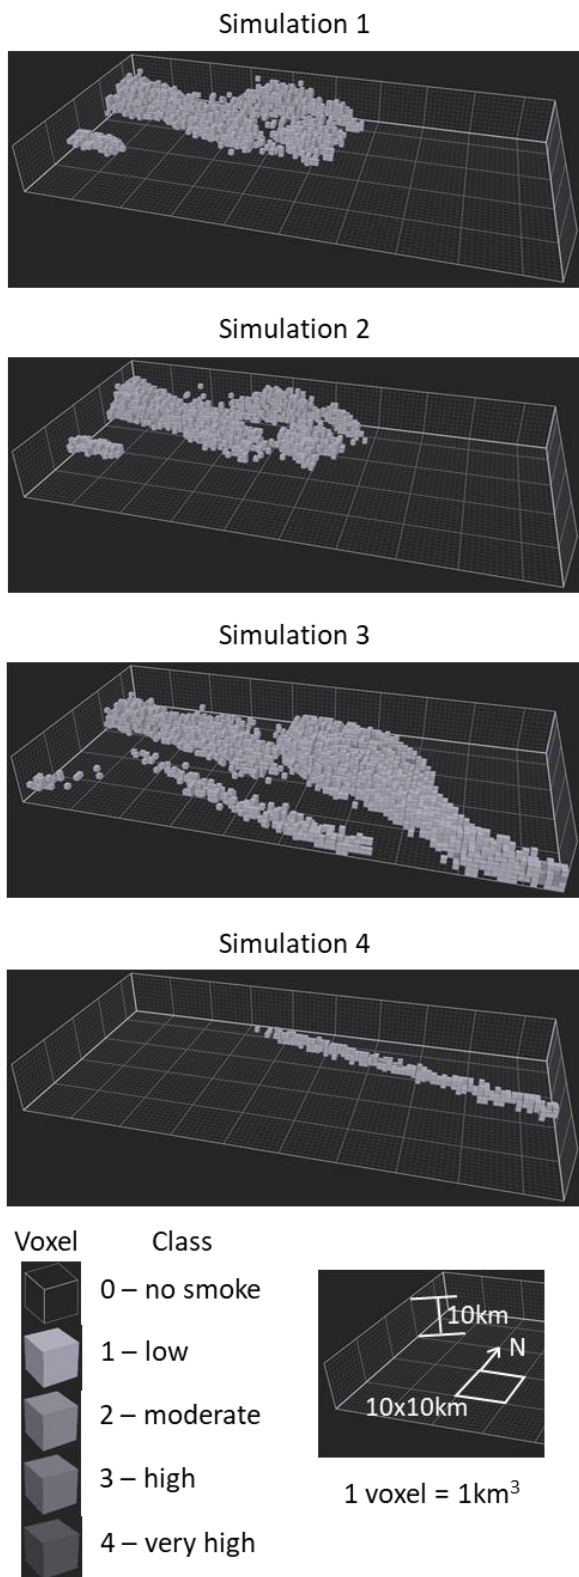 Simulation 1
Simulation 2
Simulation 3
Simulation 4
Voxel Class
0 – no smoke
1 – low
2 – moderate
3 – high
4 – very high
10km
N
10x10km
1 voxel = 1km³